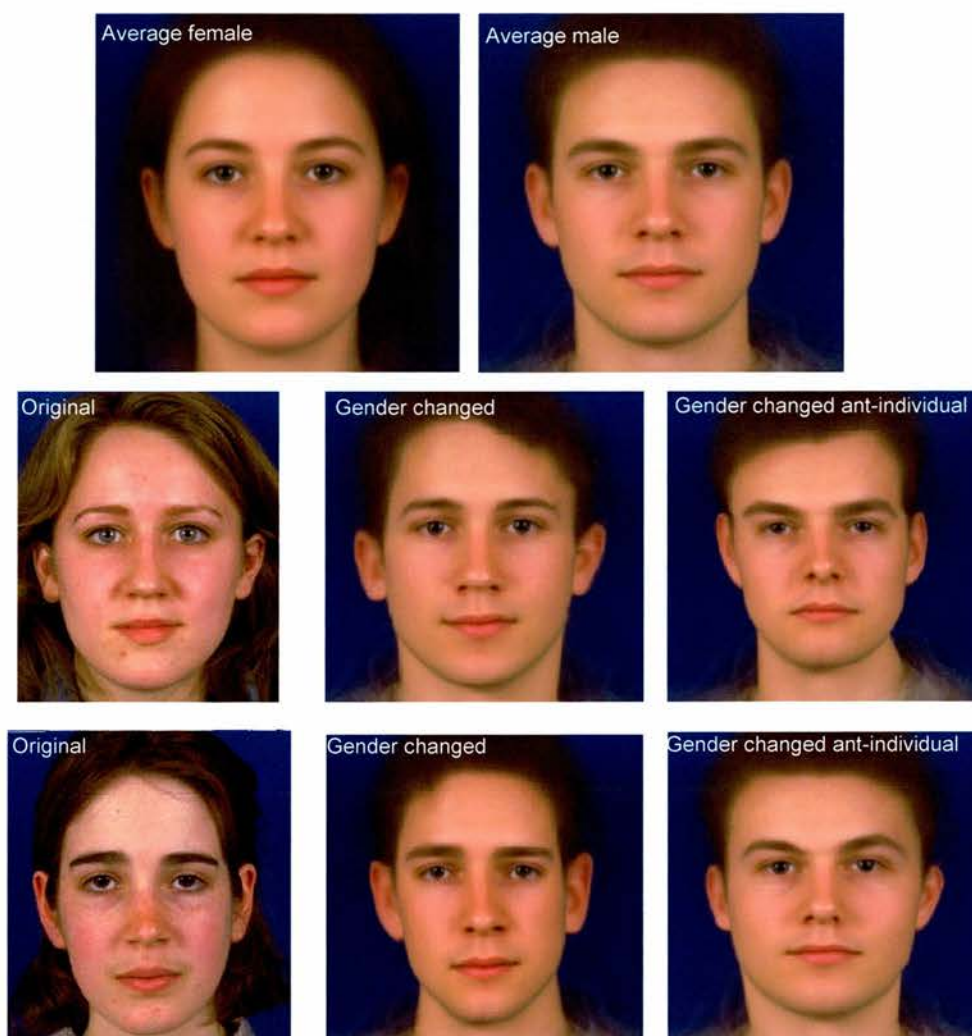 Average female
Average male
Original
Gender changed
Gender changed ant-individual
Original
Gender changed
Gender changed ant-individual